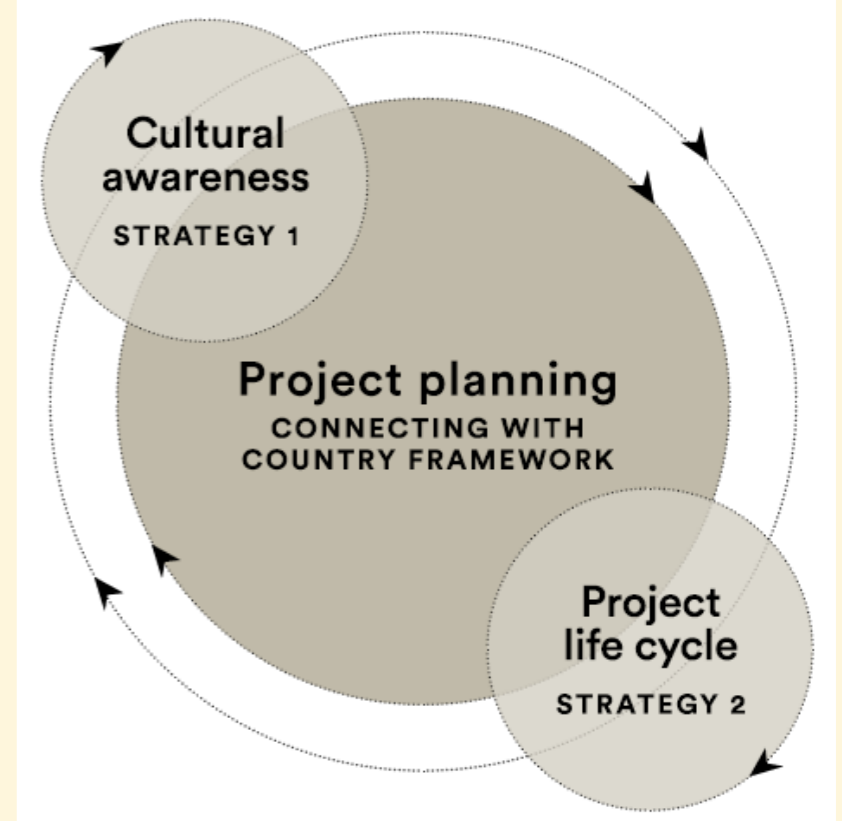 Cultural
awareness
STRATEGY 1
Project planning
CONNECTING WITH
COUNTRY FRAMEWORK
Project
life cycle
STRATEGY 2